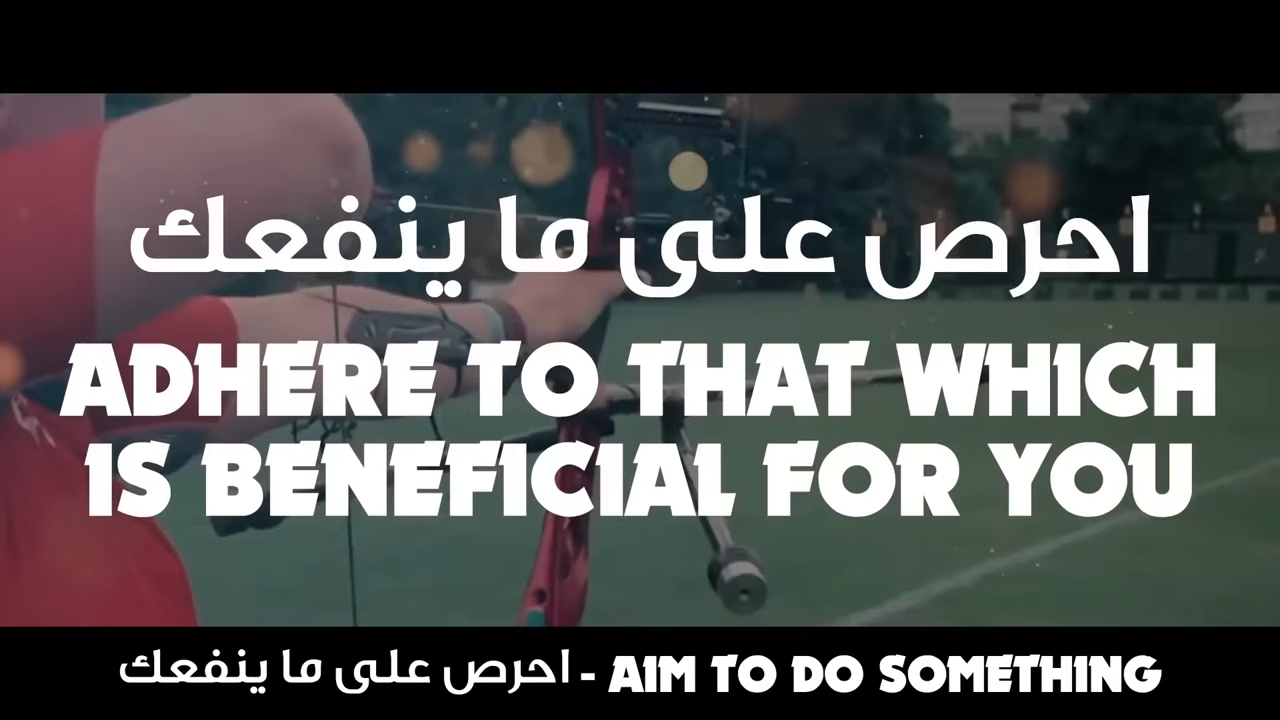 احرص على ما ينفعك
ADHERE TO THAT WHICH
IS BENEFICIAL FOR YOU
احرص على ما ينفعك - AIM TO DO SOMETHING